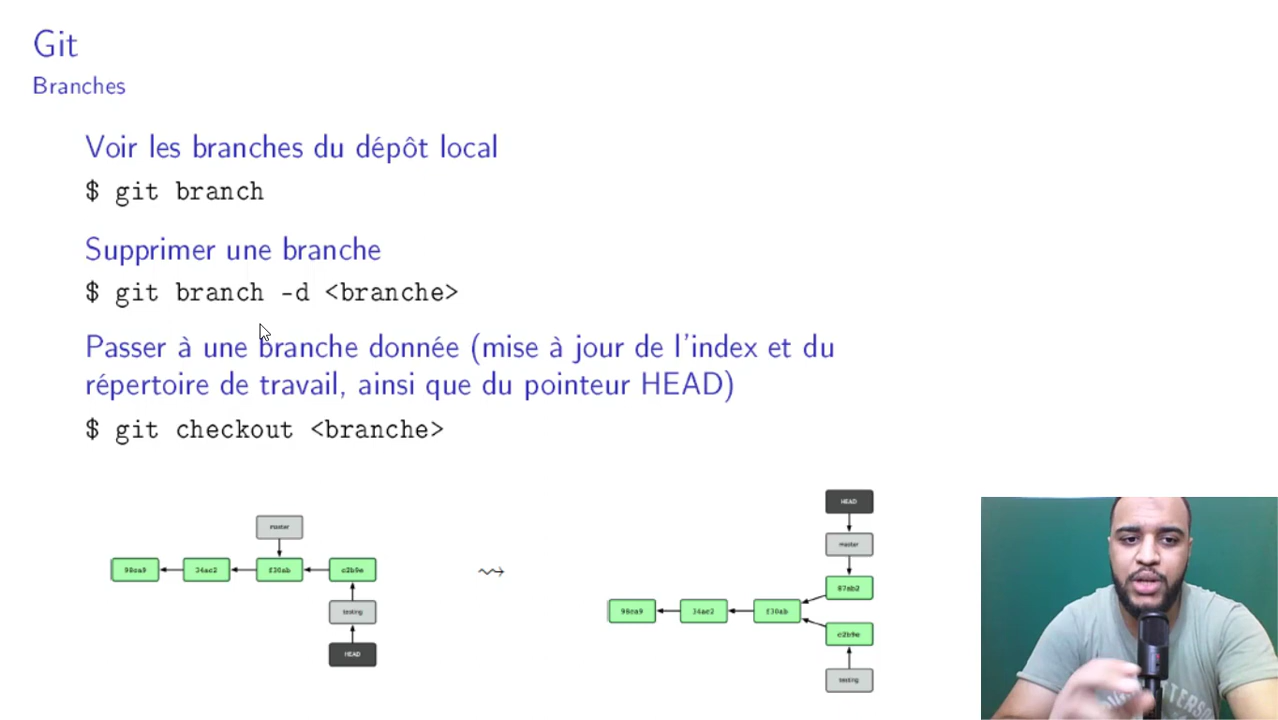 Git
Branches
Voir les branches du dépôt local
$ git branch
Supprimer une branche
$ git branch -d <branche>
Passer à une branche donnée (mise à jour de l'index et du
répertoire de travail, ainsi que du pointeur HEAD)
$ git checkout <branche>
master
98ca9 34ac2 f30ab c2b9e
testing
HEAD
⇝
HEAD
master
87ab2
98ca9 34ac2 f30ab
c2b9e
testing